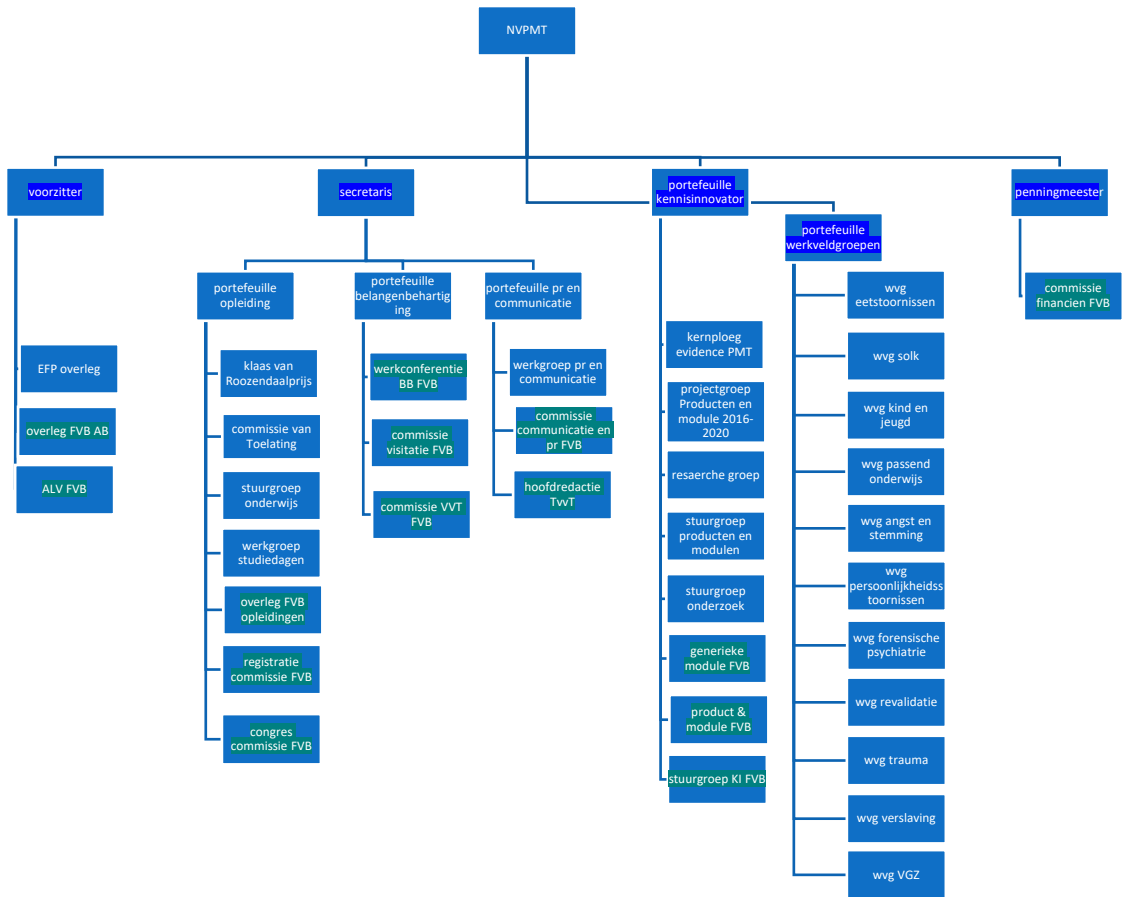 NVPMT
voorzitter
EFP overleg
overleg FVB AB
ALV FVB
secretaris
portefeuille
opleiding
klaas van
Roozendaalprijs
commissie van
Toelating
stuurgroep
onderwijs
werkgroep
studiedagen
overleg FVB
opleidingen
registratie
commissie FVB
congres
commissie FVB
portefeuille
belangenbehartig
ing
werkconferentie
BB FVB
commissie
visitatie FVB
commissie VVT
FVB
portefeuille pr en
communicatie
werkgroep pr en
communicatie
commissie
communicatie en
pr FVB
hoofdredactie
TvvT
portefeuille
kennisinnovator
kernploeg
evidence PMT
projectgroep
Producten en
module 2016-
2020
resaerche groep
stuurgroep
producten en
modulen
stuurgroep
onderzoek
generieke
module FVB
product &
module FVB
stuurgroep KI FVB
portefeuille
werkveldgroepen
wvg
eetstoornissen
wvg solk
wvg kind en
jeugd
wvg passend
onderwijs
wvg angst en
stemming
wvg
persoonlijkheidss
toornissen
wvg forensische
psychiatrie
wvg revalidatie
wvg trauma
wvg verslaving
wvg VGZ
penningmeester
commissie
financien FVB